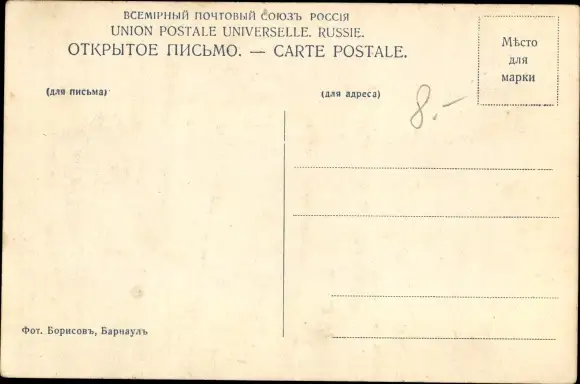 ВСЕМІРНЫЙ ПОЧТОВЫЙ СОЮЗЪ РОССІЯ
UNION POSTALE UNIVERSELLE. RUSSIE.
ОТКРЫТОЕ ПИСЬМО. — CARTE POSTALE.
Мѣсто
для
марки
(для письма)
(для адреса)
8.-
Фот. Борисовъ, Барнаулъ